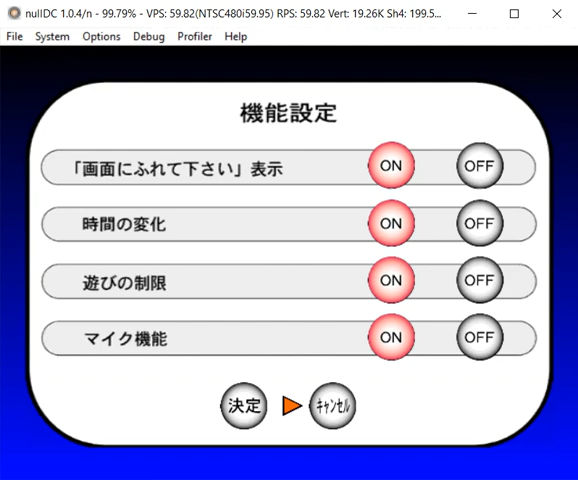 nullDC 1.0.4/n - 99.79% - VPS: 59.82(NTSC480i59.95) RPS: 59.82 Vert: 19.26K Sh4: 199.5...
File System Options Debug Profiler Help
機能設定
「画面にふれて下さい」表示 ON OFF
時間の変化 ON OFF
遊びの制限 ON OFF
マイク機能 ON OFF
決定 キャンセル